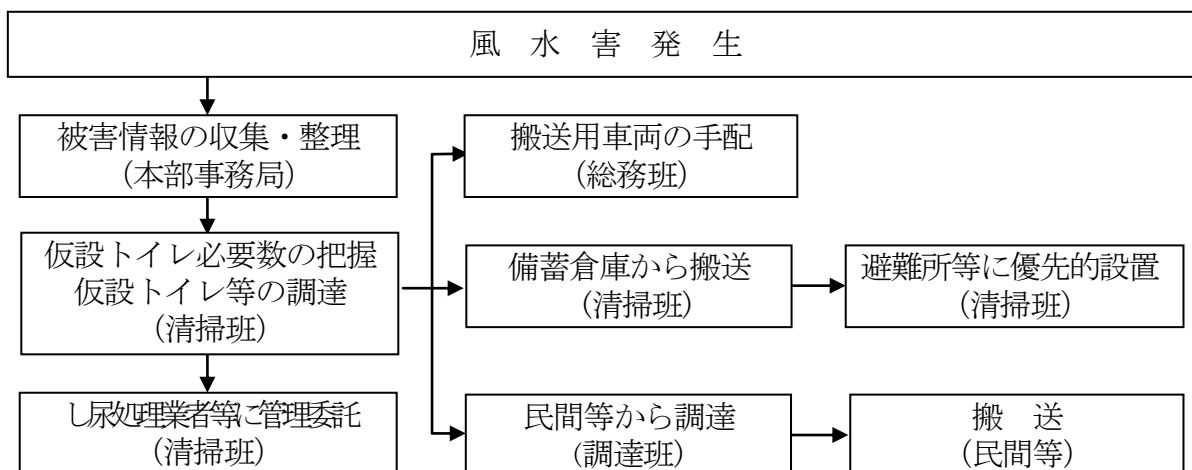 風　水　害　発　生
被害情報の収集・整理
（本部事務局）
搬送用車両の手配
（総務班）
仮設トイレ必要数の把握
仮設トイレ等の調達
（清掃班）
備蓄倉庫から搬送
（清掃班）
避難所等に優先的設置
（清掃班）
し尿処理業者等に管理委託
（清掃班）
民間等から調達
（調達班）
搬　送
（民間等）